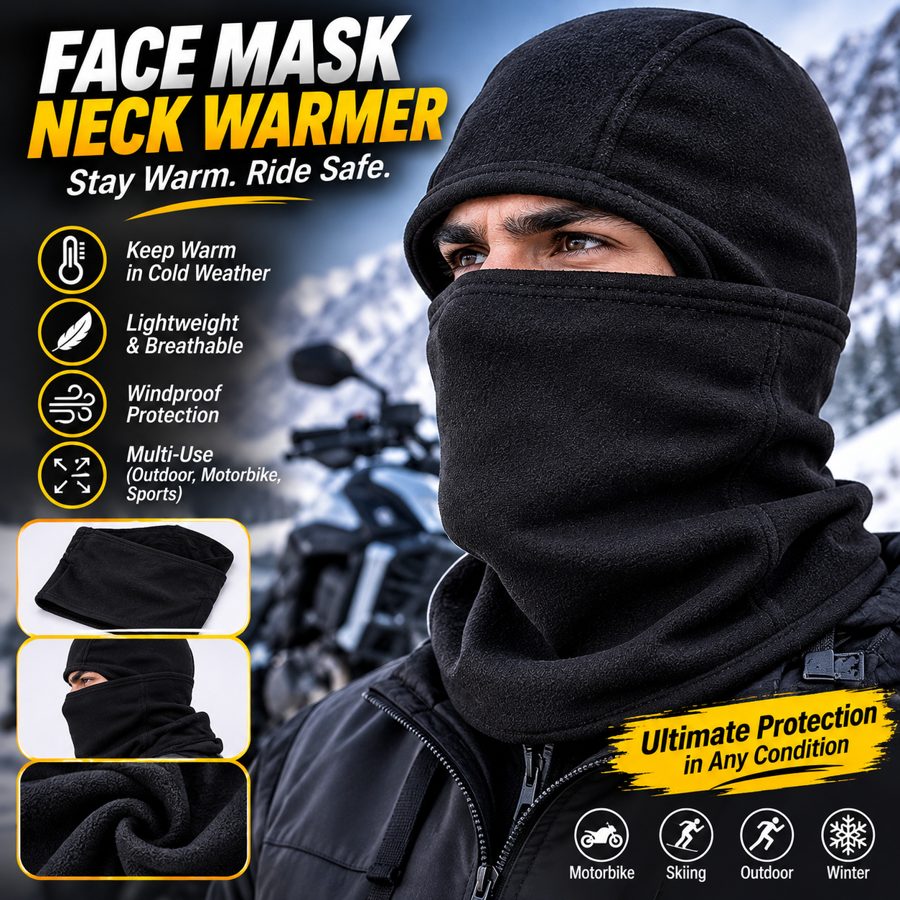 FACE MASK
NECK WARMER
Stay Warm. Ride Safe.
Keep Warm
in Cold Weather
Lightweight
& Breathable
Windproof
Protection
Multi-Use
(Outdoor, Motorbike,
Sports)
Ultimate Protection
in Any Condition
Motorbike
Skiing
Outdoor
Winter